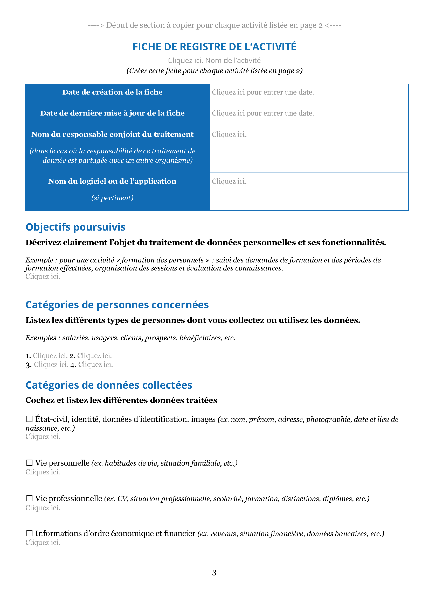 ----> Début de section à copier pour chaque activité listée en page 2 <----
FICHE DE REGISTRE DE L'ACTIVITÉ
Cliquez ici. Nom de l'activité
(Créer cette fiche pour chaque activité listée en page 2)
Date de création de la fiche
Cliquez ici pour entrer une date.
Date de dernière mise à jour de la fiche
Cliquez ici pour entrer une date.
Nom du responsable conjoint du traitement
Cliquez ici.
(dans le cas où la responsabilité de ce traitement de
donnée est partagée avec un autre organisme)
Nom du logiciel ou de l'application
Cliquez ici.
(si pertinent)
Objectifs poursuivis
Décrivez clairement l'objet du traitement de données personnelles et ses fonctionnalités.
Exemple : pour une activité « formation des personnels » : suivi des demandes de formation et des périodes de
formation effectuées, organisation des sessions et évaluation des connaissances.
Cliquez ici.
Catégories de personnes concernées
Listez les différents types de personnes dont vous collectez ou utilisez les données.
Exemples : salariés, usagers, clients, prospects, bénéficiaires, etc.
1. Cliquez ici. 2. Cliquez ici.
3. Cliquez ici. 4. Cliquez ici.
Catégories de données collectées
Cochez et listez les différentes données traitées
☐ État-civil, identité, données d'identification, images (ex. nom, prénom, adresse, photographie, date et lieu de
naissance, etc.)
Cliquez ici.
☐ Vie personnelle (ex. habitudes de vie, situation familiale, etc.)
Cliquez ici.
☐ Vie professionnelle (ex. CV, situation professionnelle, scolarité, formation, distinctions, diplômes, etc.)
Cliquez ici.
☐ Informations d'ordre économique et financier (ex. revenus, situation financière, données bancaires, etc.)
Cliquez ici.
3